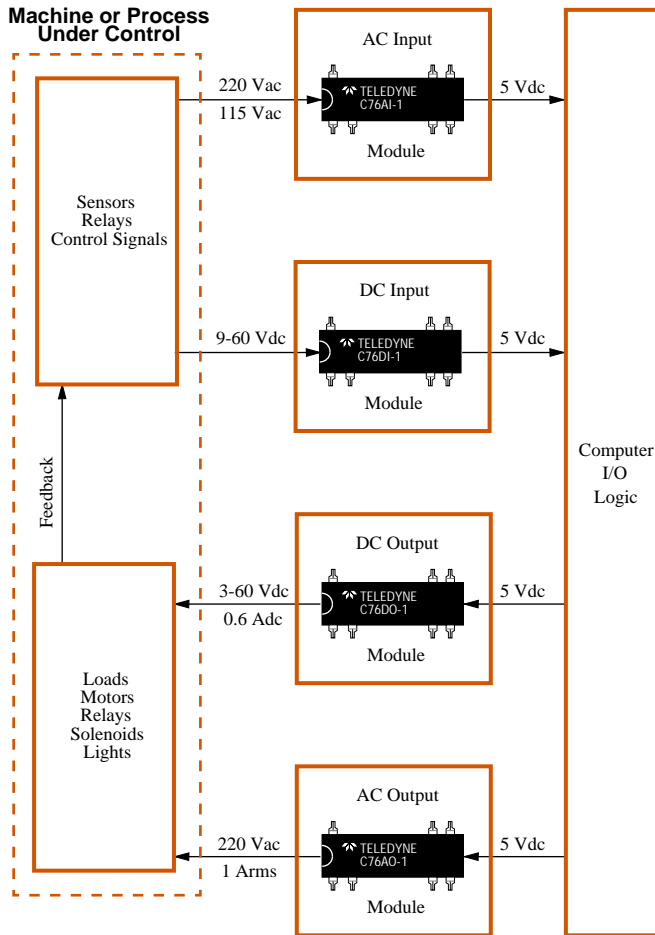 Machine or Process
Under Control
Sensors
Relays
Control Signals
Feedback
Loads
Motors
Relays
Solenoids
Lights
220 Vac
115 Vac
AC Input
TELEDYNE
C76AI-1
Module
5 Vdc
9-60 Vdc
DC Input
TELEDYNE
C76DI-1
Module
5 Vdc
3-60 Vdc
0.6 Adc
DC Output
TELEDYNE
C76DO-1
Module
5 Vdc
220 Vac
1 Arms
AC Output
TELEDYNE
C76AO-1
Module
5 Vdc
Computer
I/O
Logic